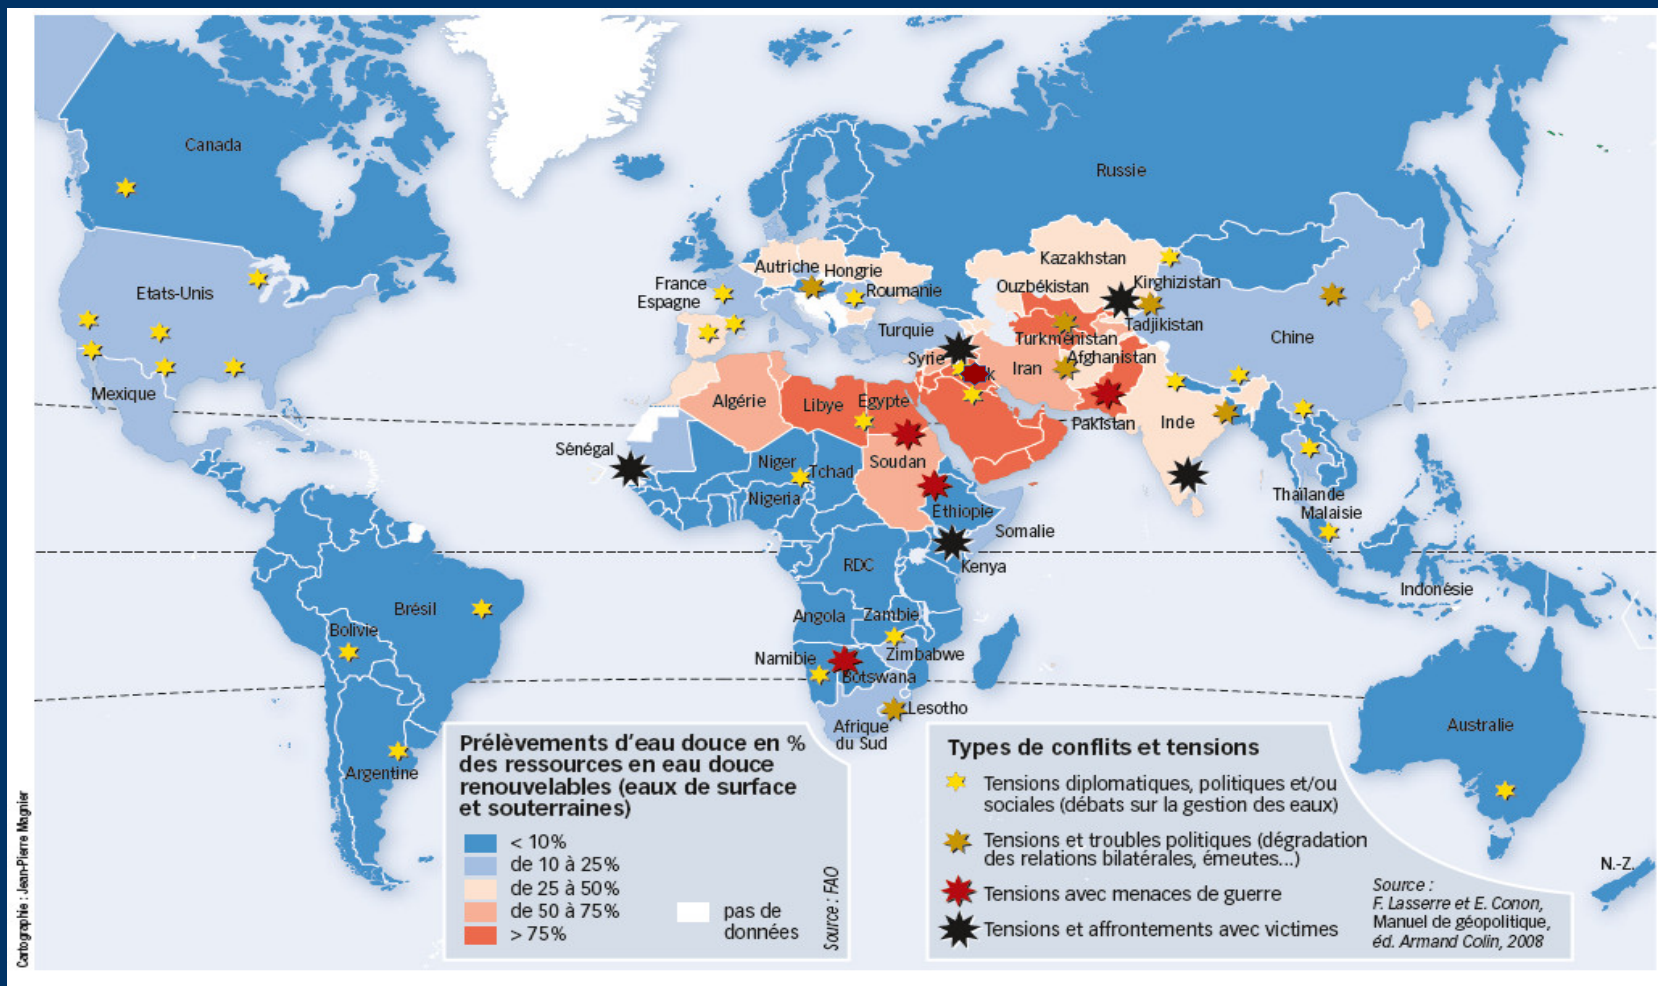 Canada
Russie
Etats-Unis
Mexique
France
Espagne
Autriche
Hongrie
Roumanie
Turquie
Syrie
k
Iran
Kazakhstan
Ouzbékistan
Kirghizistan
Tadjikistan
Turkménistan
Afghanistan
Pakistan
Inde
Chine
Algérie
Libye
Egypte
Sénégal
Niger
Tchad
Soudan
Nigeria
Ethiopie
Somalie
Kenya
RDC
Thaïlande
Malaisie
Indonésie
Brésil
Bolivie
Argentine
Angola
Zambie
Zimbabwe
Namibie
Botswana
Lesotho
Afrique
du Sud
Australie
N.-Z.
Prélèvements d'eau douce en %
des ressources en eau douce
renouvelables (eaux de surface
et souterraines)
< 10%
de 10 à 25%
de 25 à 50%
de 50 à 75%
> 75%
pas de
données
Source : FAO
Types de conflits et tensions
Tensions diplomatiques, politiques et/ou
sociales (débats sur la gestion des eaux)
Tensions et troubles politiques (dégradation
des relations bilatérales, émeutes...)
Tensions avec menaces de guerre
Tensions et affrontements avec victimes
Source :
F. Lasserre et E. Conon,
Manuel de géopolitique,
éd. Armand Colin, 2008
Cartographie : Jean-Pierre Magnier